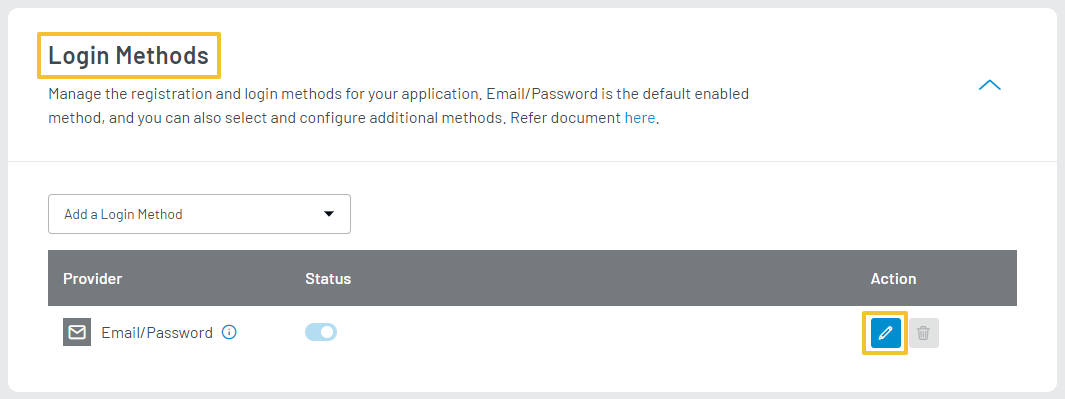 Login Methods
Manage the registration and login methods for your application. Email/Password is the default enabled
method, and you can also select and configure additional methods. Refer document here.
Add a Login Method
Provider Status Action
Email/Password